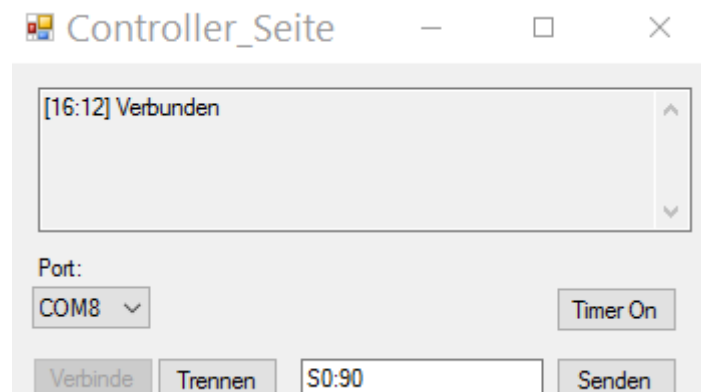 Controller_Seite
[16:12] Verbunden
Port:
COM8
Timer On
Verbinde Trennen S0:90 Senden